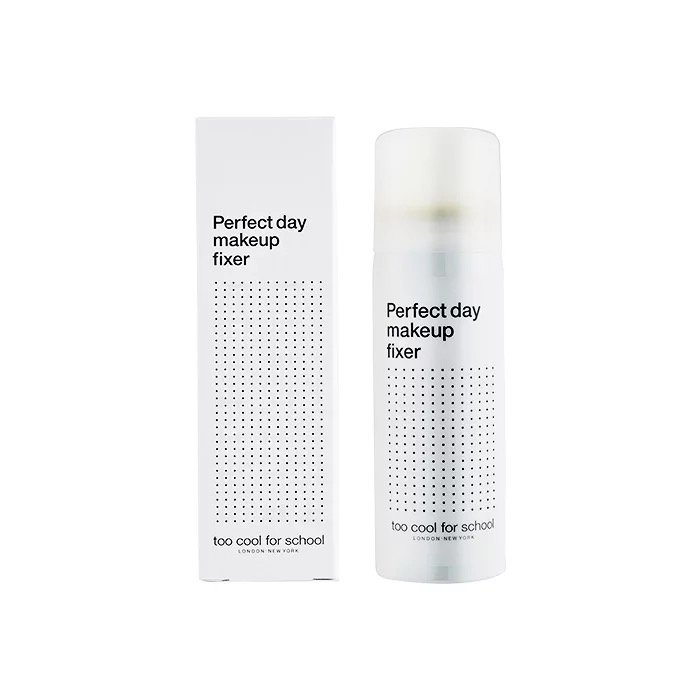 Perfect day
makeup
fixer
too cool for school
LONDON·NEW YORK
Perfect day
makeup
fixer
too cool for school
LONDON·NEW YORK